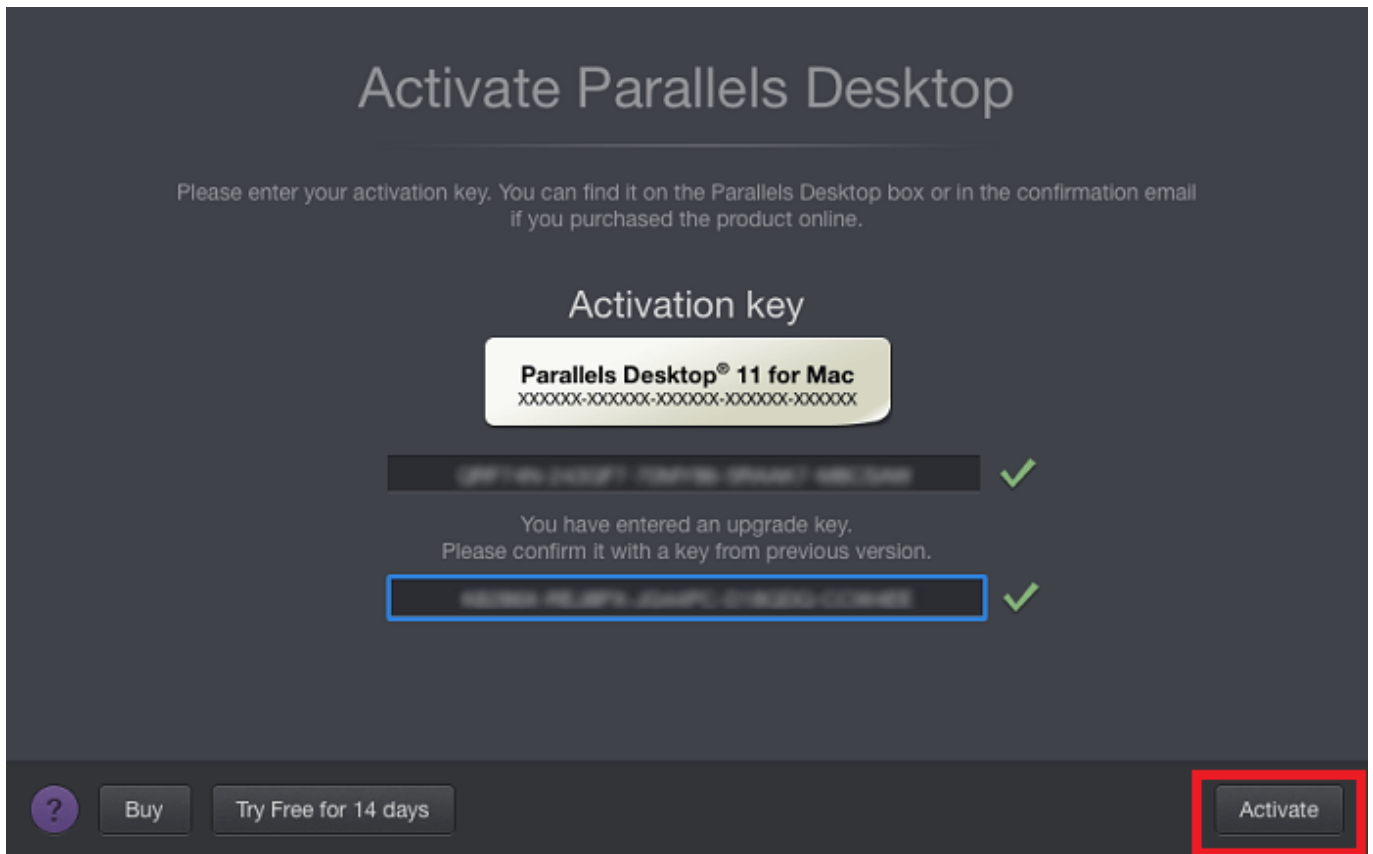 Activate Parallels Desktop
Please enter your activation key. You can find it on the Parallels Desktop box or in the confirmation email
if you purchased the product online.
Activation key
Parallels Desktop® 11 for Mac
XXXXXX-XXXXXX-XXXXXX-XXXXXX-XXXXXX
You have entered an upgrade key.
Please confirm it with a key from previous version.
? Buy Try Free for 14 days Activate